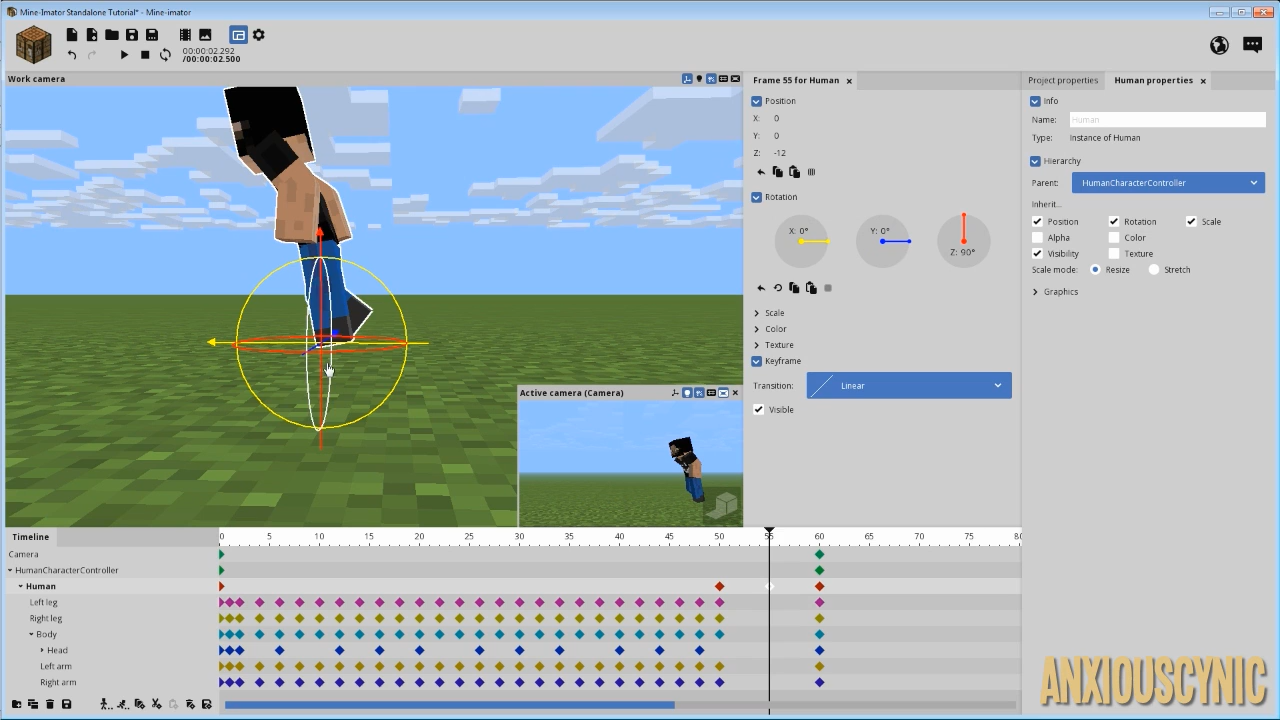 Mine-Imator Standalone Tutorial* - Mine-imator
00:00:02.292
/00:00:02.500
Work camera
Frame 55 for Human
Position
X: 0
Y: 0
Z: -12
Rotation
X: 0°
Y: 0°
Z: 90°
Scale
Color
Texture
Keyframe
Transition: Linear
Visible
Project properties
Human properties
Info
Name: Human
Type: Instance of Human
Hierarchy
Parent: HumanCharacterController
Inherit...
Position Rotation Scale
Alpha Color
Visibility Texture
Scale mode: Resize Stretch
Graphics
Active camera (Camera)
Timeline
0 5 10 15 20 25 30 35 40 45 50 55 60 65 70 75 80
Camera
HumanCharacterController
Human
Left leg
Right leg
Body
Head
Left arm
Right arm
ANXIOUSCYNIC